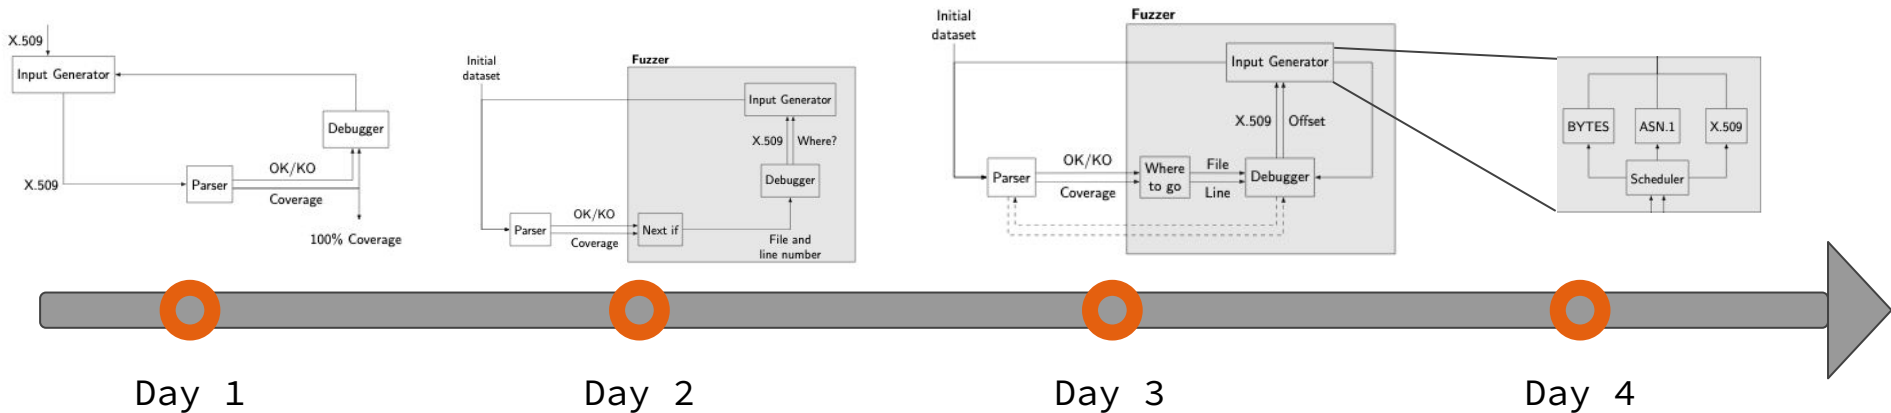 X.509
Input Generator
Debugger
X.509
Parser
OK/KO
Coverage
100% Coverage
Initial
dataset
Fuzzer
Input Generator
X.509
Where?
Debugger
Parser
OK/KO
Coverage
Next if
File and
line number
Initial
dataset
Fuzzer
Input Generator
X.509
Offset
Parser
OK/KO
Coverage
Where
to go
File
Line
Debugger
BYTES
ASN.1
X.509
Scheduler
Day 1
Day 2
Day 3
Day 4